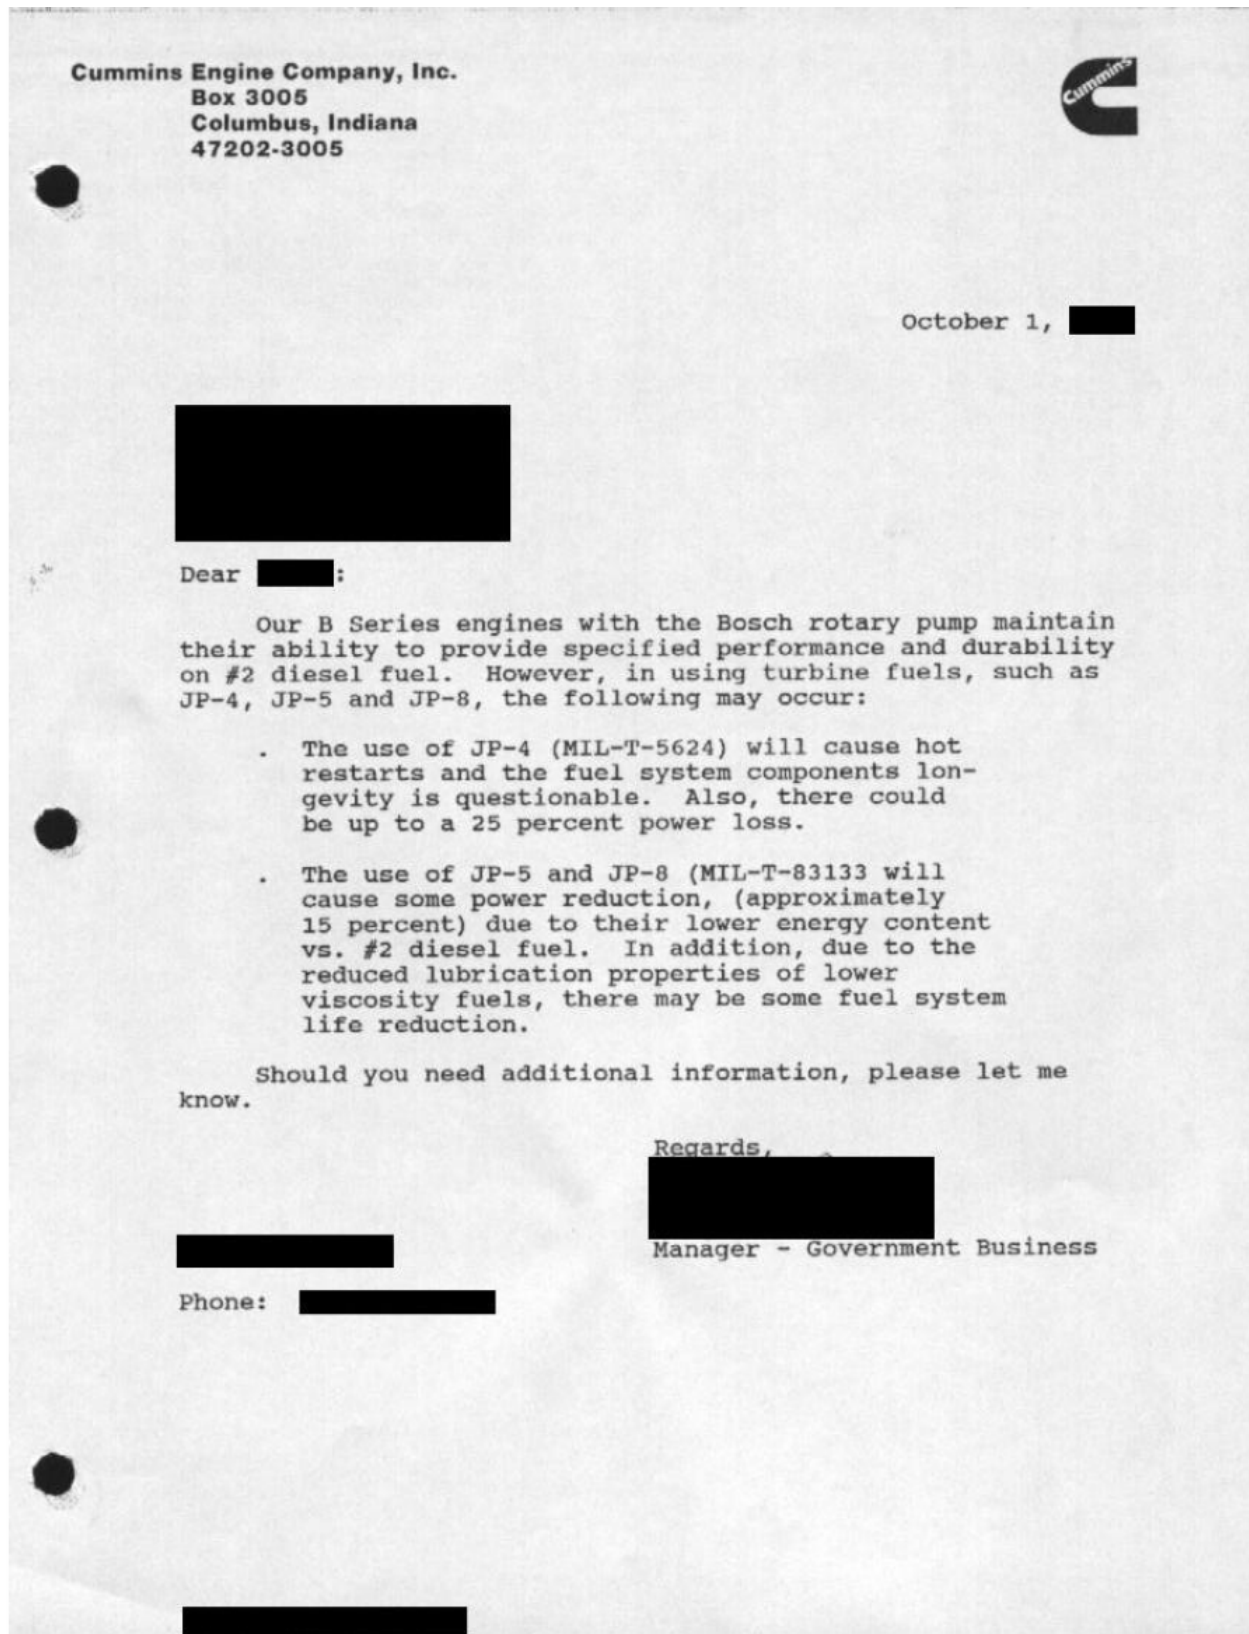 Cummins Engine Company, Inc.
Box 3005
Columbus, Indiana
47202-3005
Cummins
October 1,
Dear :
Our B Series engines with the Bosch rotary pump maintain
their ability to provide specified performance and durability
on #2 diesel fuel. However, in using turbine fuels, such as
JP-4, JP-5 and JP-8, the following may occur:
. The use of JP-4 (MIL-T-5624) will cause hot
restarts and the fuel system components lon-
gevity is questionable. Also, there could
be up to a 25 percent power loss.
. The use of JP-5 and JP-8 (MIL-T-83133 will
cause some power reduction, (approximately
15 percent) due to their lower energy content
vs. #2 diesel fuel. In addition, due to the
reduced lubrication properties of lower
viscosity fuels, there may be some fuel system
life reduction.
Should you need additional information, please let me
know.
Regards,
Manager - Government Business
Phone: